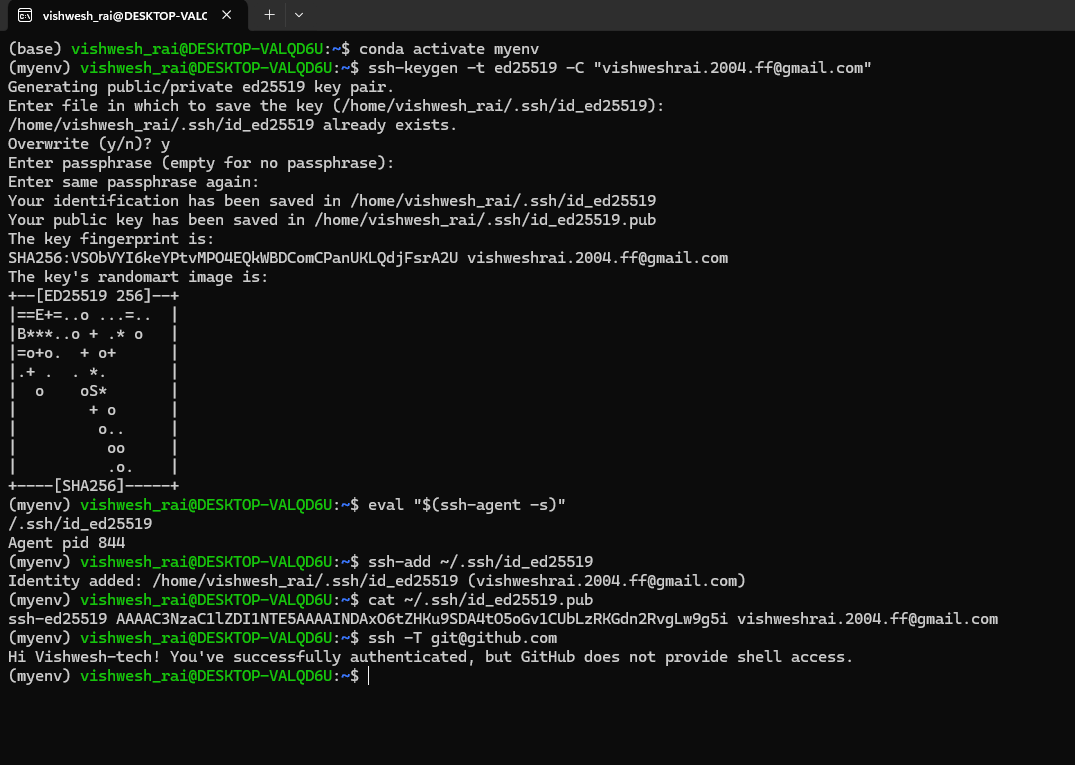 vishwesh_rai@DESKTOP-VALC
(base) vishwesh_rai@DESKTOP-VALQD6U:~$ conda activate myenv
(myenv) vishwesh_rai@DESKTOP-VALQD6U:~$ ssh-keygen -t ed25519 -C "vishweshrai.2004.ff@gmail.com"
Generating public/private ed25519 key pair.
Enter file in which to save the key (/home/vishwesh_rai/.ssh/id_ed25519):
/home/vishwesh_rai/.ssh/id_ed25519 already exists.
Overwrite (y/n)? y
Enter passphrase (empty for no passphrase):
Enter same passphrase again:
Your identification has been saved in /home/vishwesh_rai/.ssh/id_ed25519
Your public key has been saved in /home/vishwesh_rai/.ssh/id_ed25519.pub
The key fingerprint is:
SHA256:VSObVYI6keYPtvMPO4EQkWBDComCPanUKLQdjFsrA2U vishweshrai.2004.ff@gmail.com
The key's randomart image is:
+--[ED25519 256]--+
|==E+=..o ...=..  |
|B***..o + .* o   |
|=o+o.  + o+      |
|.+ .  . *.       |
|  o    oS*       |
|        + o      |
|         o..     |
|          oo     |
|          .o.    |
+----[SHA256]-----+
(myenv) vishwesh_rai@DESKTOP-VALQD6U:~$ eval "$(ssh-agent -s)"
/.ssh/id_ed25519
Agent pid 844
(myenv) vishwesh_rai@DESKTOP-VALQD6U:~$ ssh-add ~/.ssh/id_ed25519
Identity added: /home/vishwesh_rai/.ssh/id_ed25519 (vishweshrai.2004.ff@gmail.com)
(myenv) vishwesh_rai@DESKTOP-VALQD6U:~$ cat ~/.ssh/id_ed25519.pub
ssh-ed25519 AAAAC3NzaC1lZDI1NTE5AAAAINDAxO6tZHKu9SDA4tO5oGv1CUbLzRKGdn2RvgLw9g5i vishweshrai.2004.ff@gmail.com
(myenv) vishwesh_rai@DESKTOP-VALQD6U:~$ ssh -T git@github.com
Hi Vishwesh-tech! You've successfully authenticated, but GitHub does not provide shell access.
(myenv) vishwesh_rai@DESKTOP-VALQD6U:~$